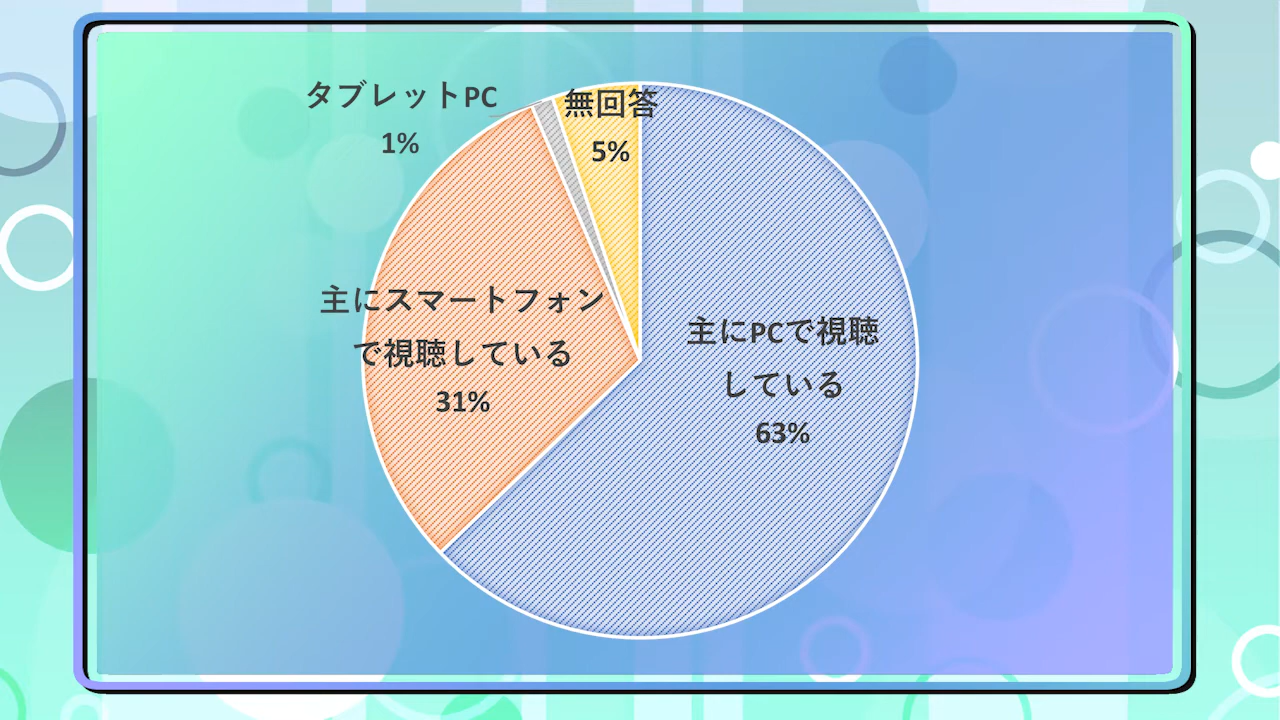 タブレットPC
1%
無回答
5%
主にスマートフォン
で視聴している
31%
主にPCで視聴
している
63%